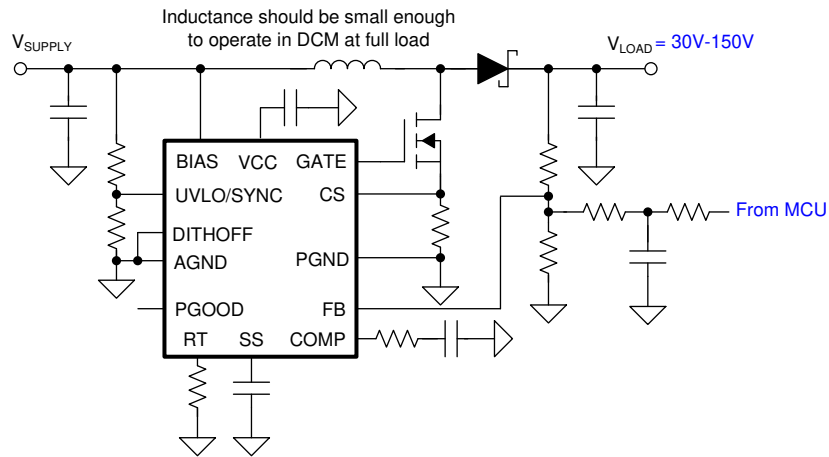 Inductance should be small enough
to operate in DCM at full load
VSUPPLY
VLOAD = 30V-150V
BIAS VCC GATE
UVLO/SYNC CS
DITHOFF
AGND PGND
PGOOD FB
RT SS COMP
From MCU